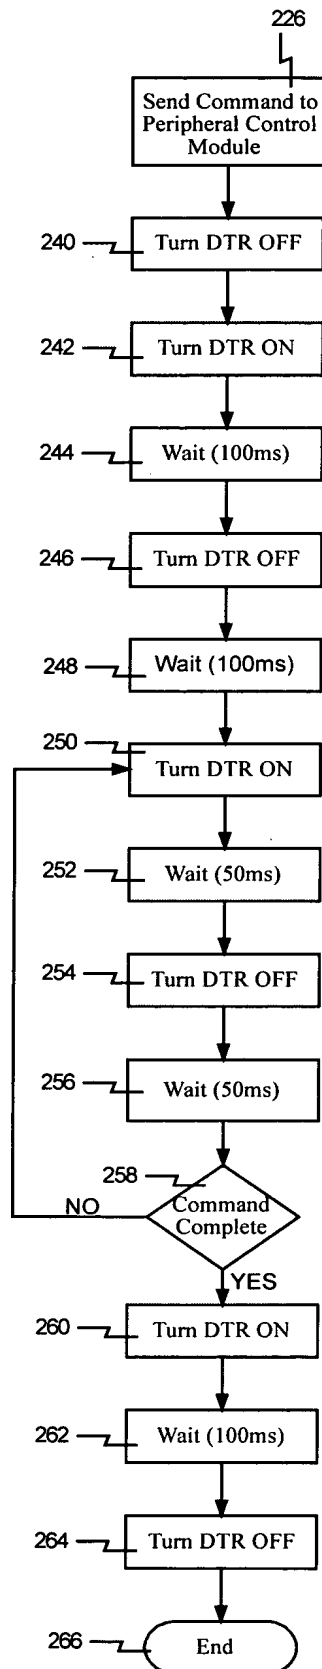 226
Send Command to
Peripheral Control
Module
240
Turn DTR OFF
242
Turn DTR ON
244
Wait (100ms)
246
Turn DTR OFF
248
Wait (100ms)
250
Turn DTR ON
252
Wait (50ms)
254
Turn DTR OFF
256
Wait (50ms)
258
Command
Complete
NO
YES
260
Turn DTR ON
262
Wait (100ms)
264
Turn DTR OFF
266
End